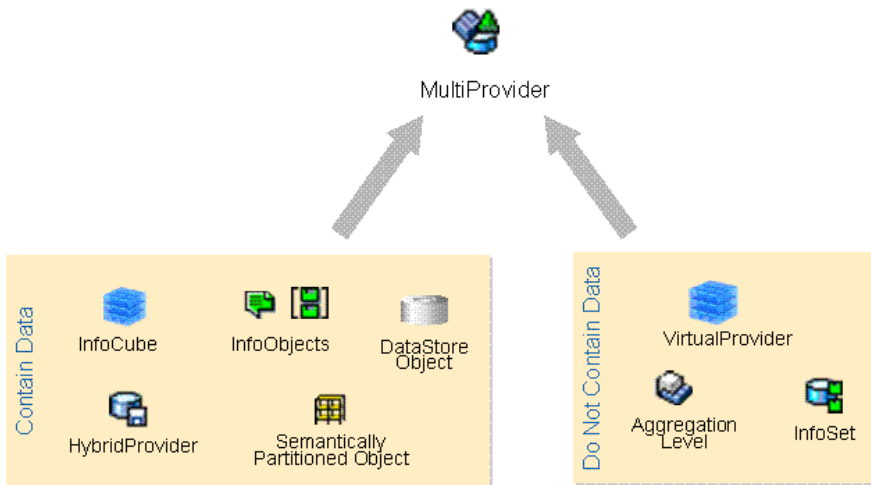 MultiProvider
Contain Data
InfoCube
InfoObjects
DataStore
Object
HybridProvider
Semantically
Partitioned Object
Do Not Contain Data
VirtualProvider
Aggregation
Level
InfoSet